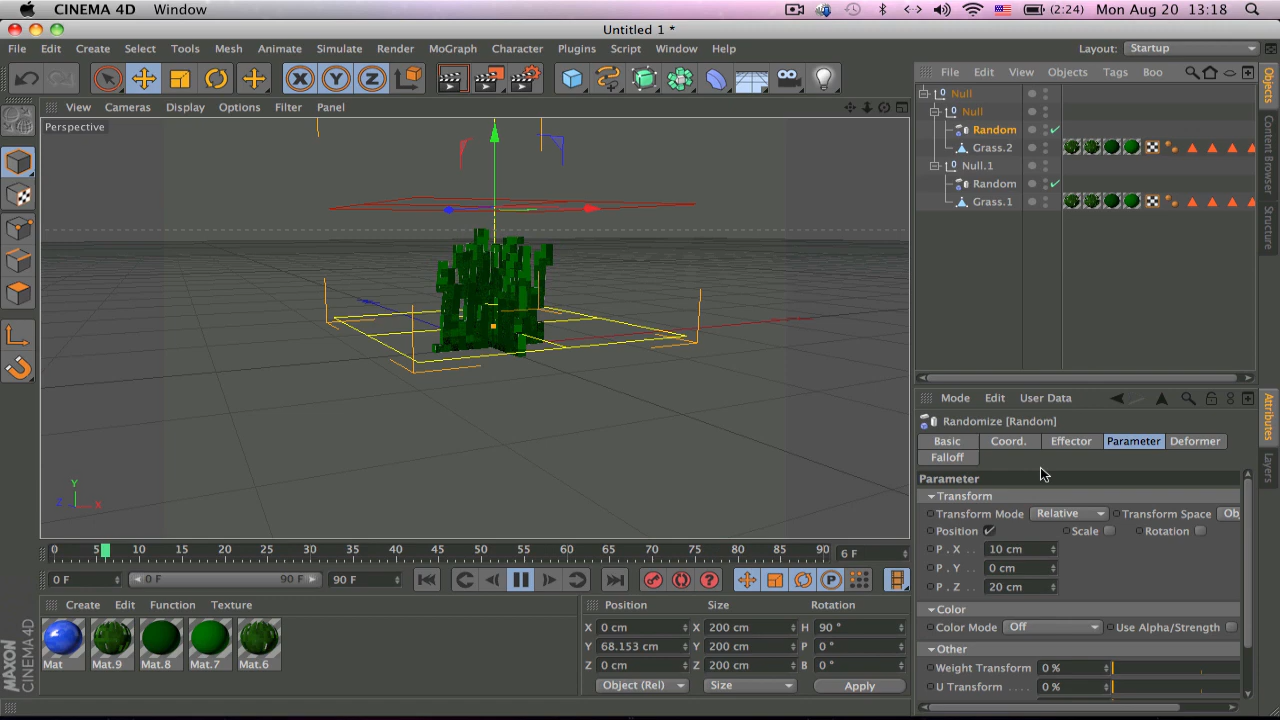 CINEMA 4D Window (2:24) Mon Aug 20 13:18
Untitled 1 *
File Edit Create Select Tools Mesh Animate Simulate Render MoGraph Character Plugins Script Window Help Layout: Startup
X Y Z
File Edit View Objects Tags Boo
View Cameras Display Options Filter Panel
Perspective
Null
Null
Random
Grass.2
Null.1
Random
Grass.1
Objects
Content Browser
Structure
Mode Edit User Data
Randomize [Random]
Basic Coord. Effector Parameter Deformer
Falloff
Attributes
Layers
Parameter
Transform
Transform Mode Relative Transform Space Obj
Position Scale Rotation
P . X . . 10 cm
P . Y . . 0 cm
P . Z . . 20 cm
Color
Color Mode Off Use Alpha/Strength
Other
Weight Transform 0 %
U Transform . . . . 0 %
Y
Z X
0 5 10 15 20 25 30 35 40 45 50 55 60 65 70 75 80 85 90 6 F
0 F 0 F 90 F 90 F
P
Create Edit Function Texture
Mat Mat.9 Mat.8 Mat.7 Mat.6
Position Size Rotation
X 0 cm X 200 cm H 90 °
Y 68.153 cm Y 200 cm P 0 °
Z 0 cm Z 200 cm B 0 °
Object (Rel) Size Apply
MAXON
CINEMA 4D